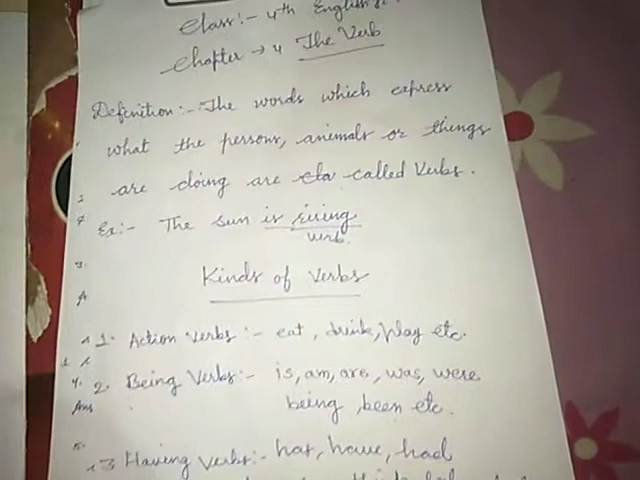 Class:- 4th English
Chapter → 4 The Verb
Definition:- The words which express
what the persons, animals or things
are doing are cla called Verbs.
Ex:- The sun is rising
verb.
Kinds of Verbs
1. Action verbs:- eat, drink, play etc.
2. Being Verbs:- is, am, are, was, were
being, been etc.
3 Having verbs:- has, have, had